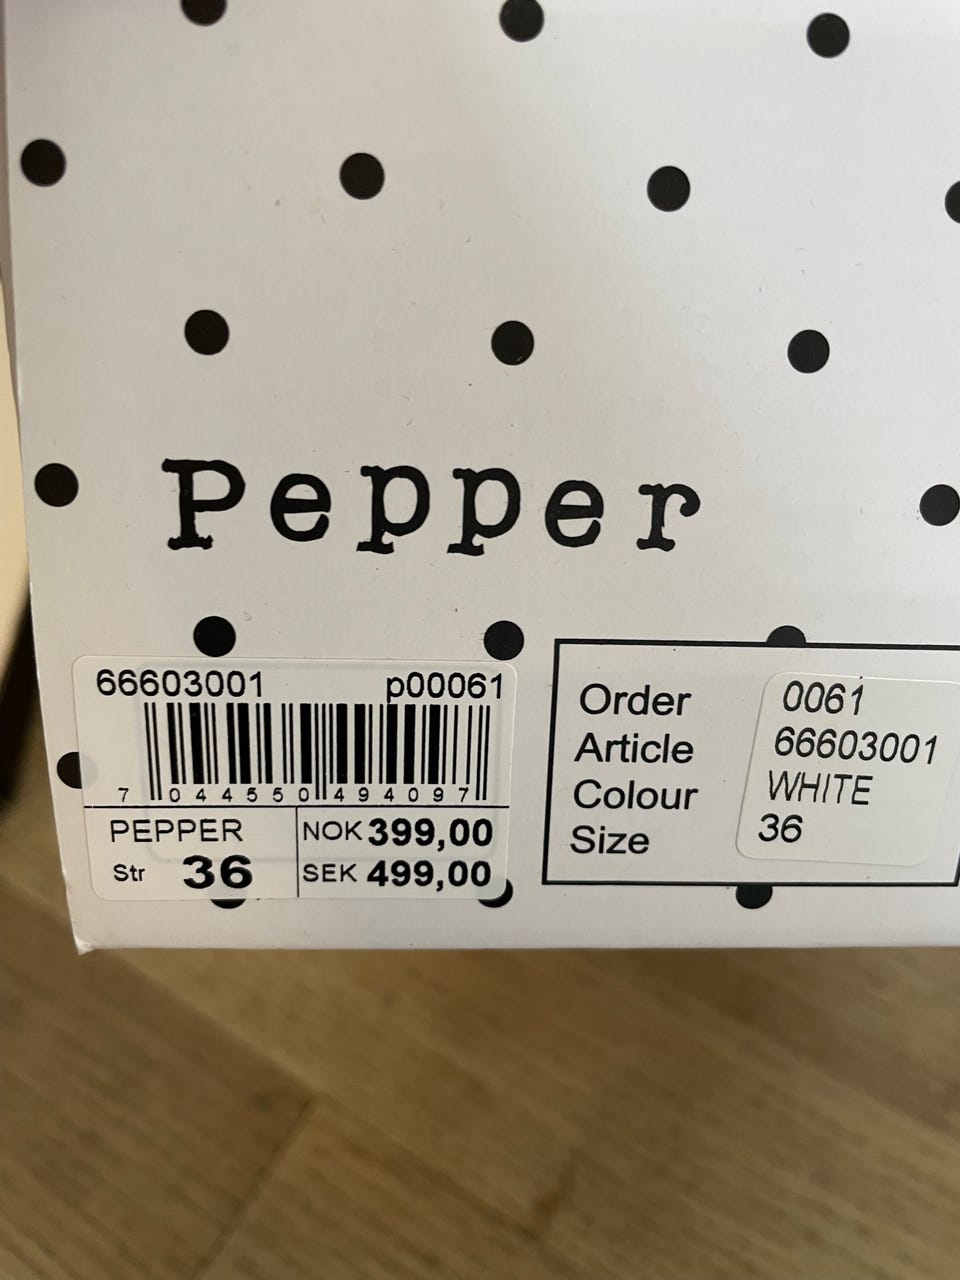 Pepper
66603001 p00061
7 044550 494097
PEPPER NOK 399,00
Str 36 SEK 499,00
Order 0061
Article 66603001
Colour WHITE
Size 36